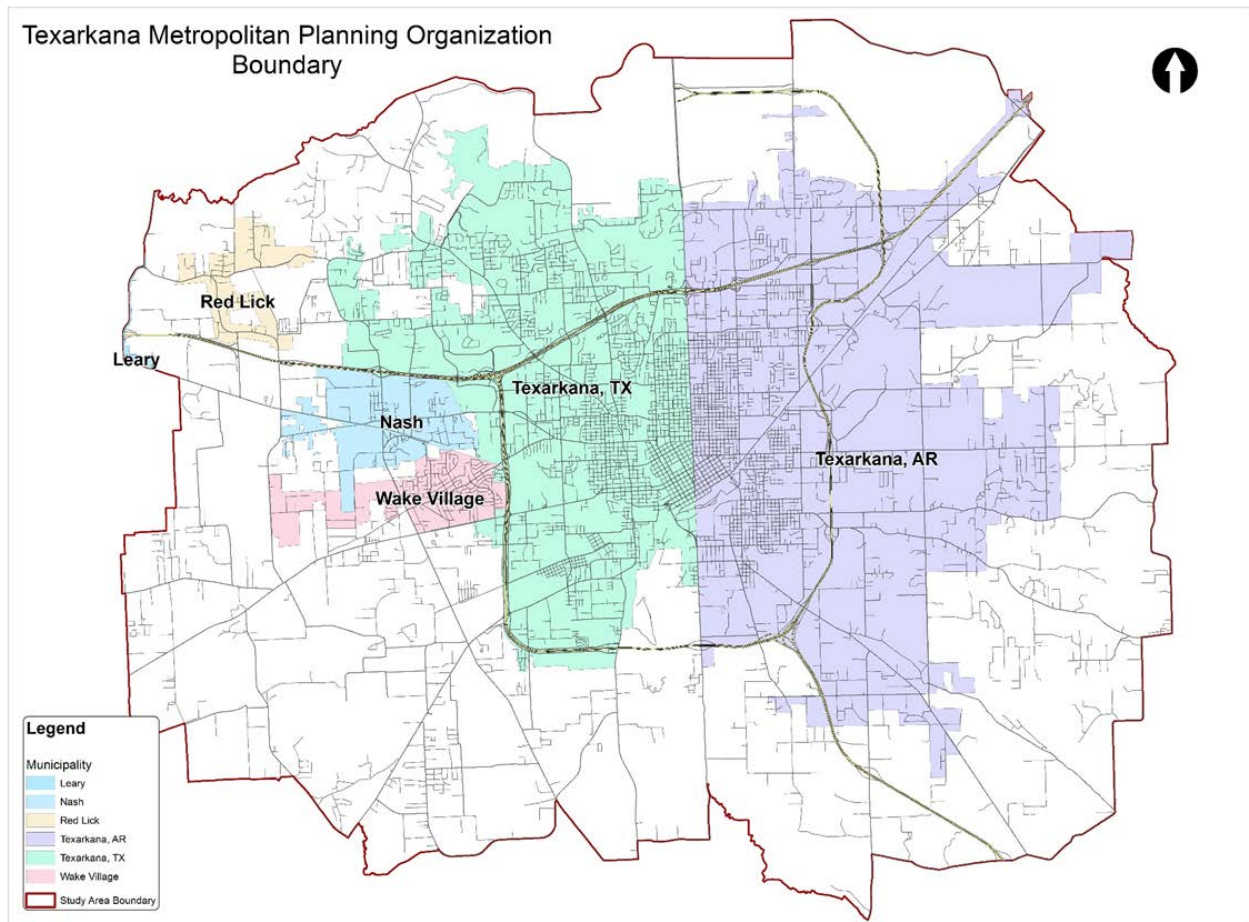 Texarkana Metropolitan Planning Organization
Boundary
Red Lick
Leary
Texarkana, TX
Nash
Texarkana, AR
Wake Village
Legend
Municipality
Leary
Nash
Red Lick
Texarkana, AR
Texarkana, TX
Wake Village
Study Area Boundary